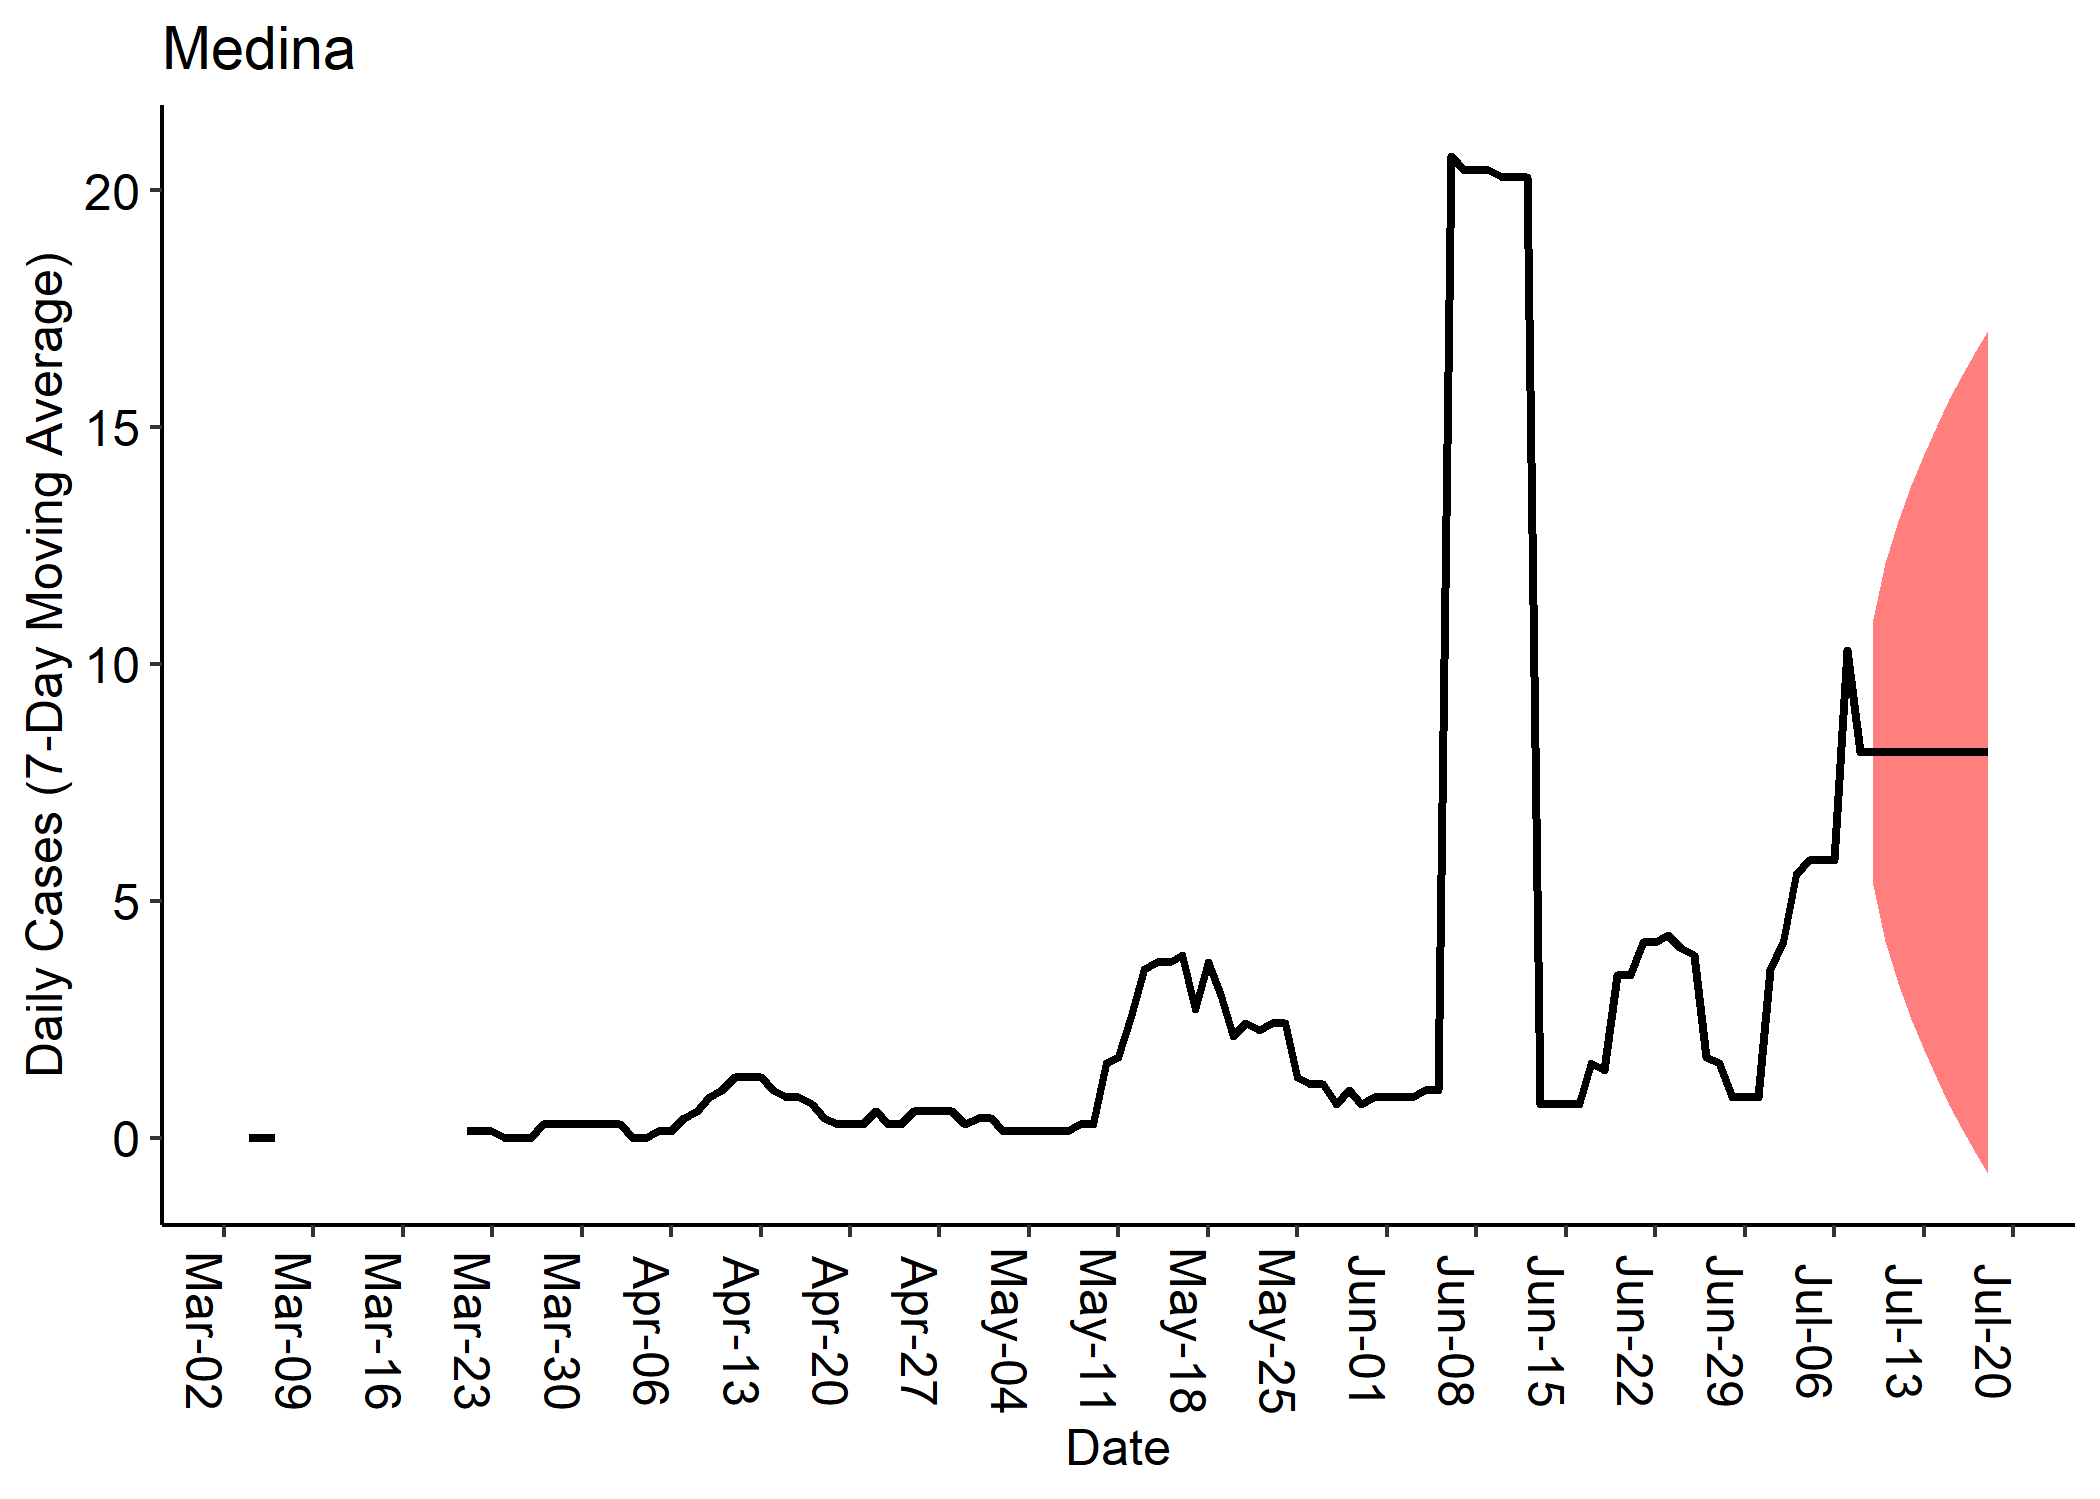 Medina
Daily Cases (7-Day Moving Average)
20
15
10
5
0
Mar-02
Mar-09
Mar-16
Mar-23
Mar-30
Apr-06
Apr-13
Apr-20
Apr-27
May-04
May-11
May-18
May-25
Jun-01
Jun-08
Jun-15
Jun-22
Jun-29
Jul-06
Jul-13
Jul-20
Date